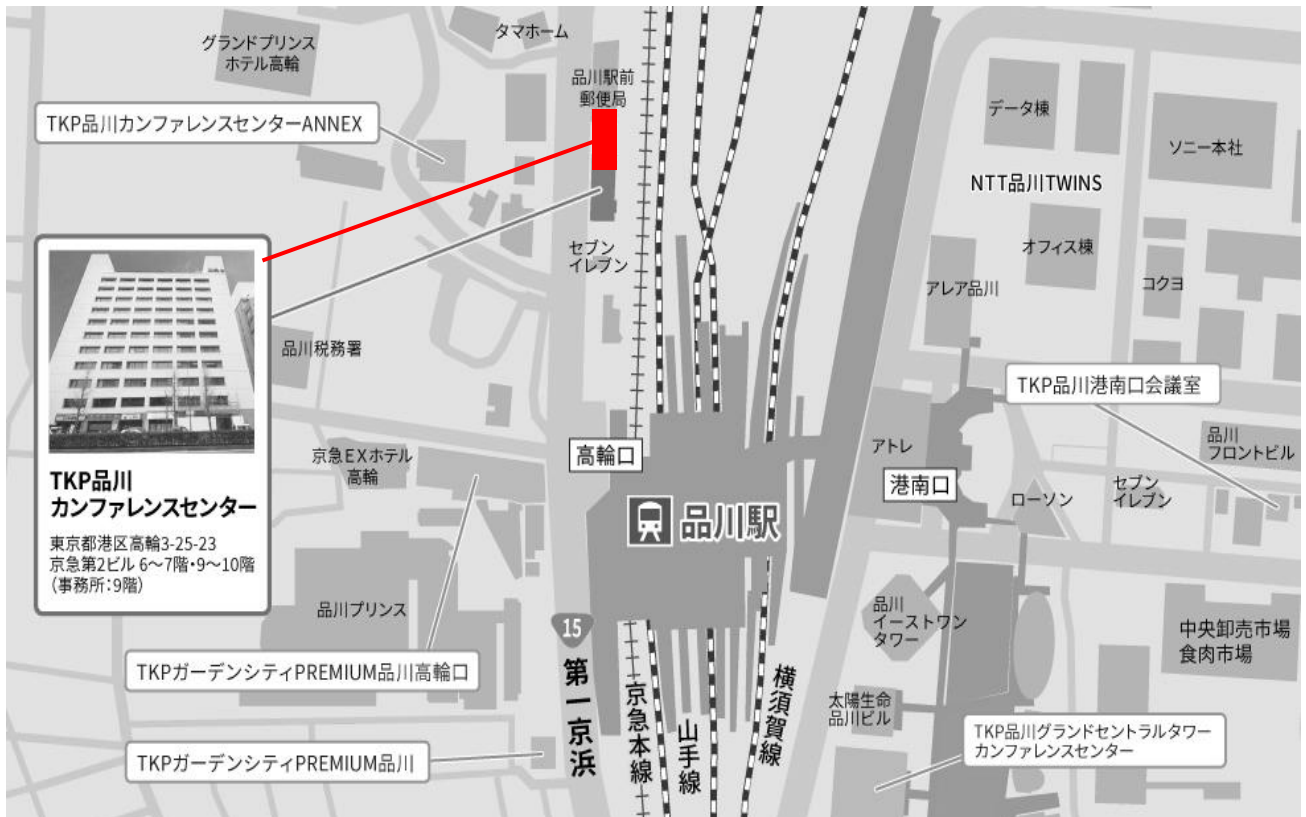 タマホーム
グランドプリンス
ホテル高輪
品川駅前
郵便局
TKP品川カンファレンスセンターANNEX
データ棟
ソニー本社
NTT品川TWINS
オフィス棟
セブン
イレブン
アレア品川
コクヨ
品川税務署
TKP品川港南口会議室
京急EXホテル
高輪
高輪口
アトレ
品川
フロントビル
港南口
ローソン
セブン
イレブン
TKP品川
カンファレンスセンター
東京都港区高輪3-25-23
京急第2ビル 6～7階・9～10階
（事務所：9階）
品川駅
品川プリンス
品川
イーストワン
タワー
中央卸売市場
食肉市場
15
第一京浜
京急本線
山手線
横須賀線
TKPガーデンシティPREMIUM品川高輪口
太陽生命
品川ビル
TKP品川グランドセントラルタワー
カンファレンスセンター
TKPガーデンシティPREMIUM品川